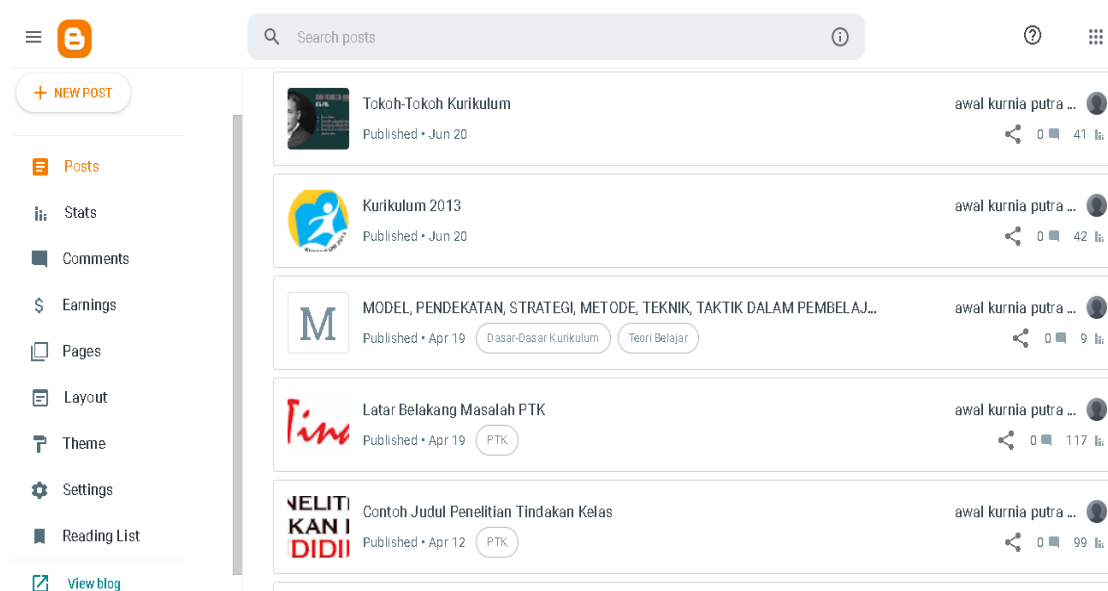 Search posts
NEW POST
Posts
Stats
Comments
Earnings
Pages
Layout
Theme
Settings
Reading List
View blog
Tokoh-Tokoh Kurikulum
awal kurnia putra ...
Published • Jun 20
0 41
Kurikulum 2013
awal kurnia putra ...
Published • Jun 20
0 42
M
MODEL, PENDEKATAN, STRATEGI, METODE, TEKNIK, TAKTIK DALAM PEMBELAJ...
awal kurnia putra ...
Published • Apr 19 Dasar-Dasar Kurikulum Teori Belajar
0 9
Latar Belakang Masalah PTK
awal kurnia putra ...
Published • Apr 19 PTK
0 117
NELITI
KAN
DIDII
Contoh Judul Penelitian Tindakan Kelas
awal kurnia putra ...
Published • Apr 12 PTK
0 99